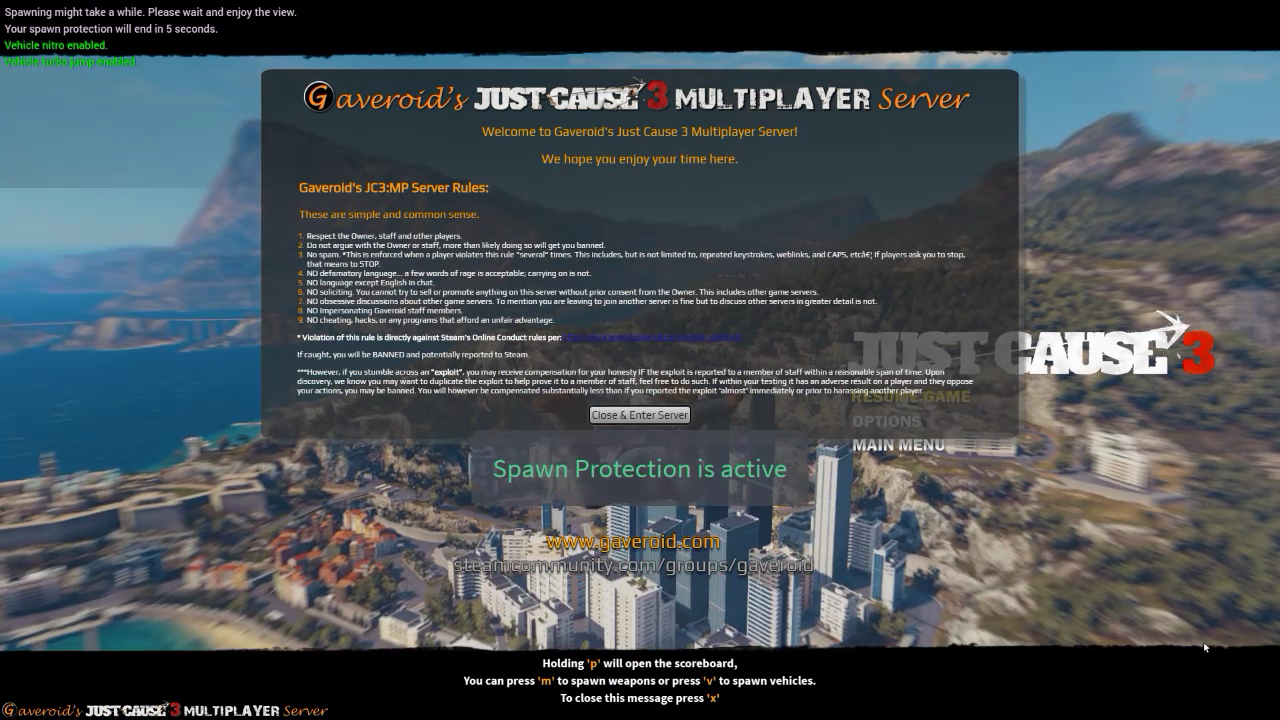 Spawning might take a while. Please wait and enjoy the view.
Your spawn protection will end in 5 seconds.
Vehicle nitro enabled.
Vehicle turbo jump enabled.
Gaveroid's JUST CAUSE 3 MULTIPLAYER Server
Welcome to Gaveroid's Just Cause 3 Multiplayer Server!
We hope you enjoy your time here.
Gaveroid's JC3:MP Server Rules:
These are simple and common sense.
1. Respect the Owner, staff and other players.
2. Do not argue with the Owner or staff, more than likely doing so will get you banned.
3. No spam. *This is enforced when a player violates this rule "several" times. This includes, but is not limited to, repeated keystrokes, weblinks, and CAPS, etcâ€¦ If players ask you to stop,
that means to STOP.
4. NO defamatory language... a few words of rage is acceptable; carrying on is not.
5. NO language except English in chat.
6. NO soliciting. You cannot try to sell or promote anything on this server without prior consent from the Owner. This includes other game servers.
7. NO obsessive discussions about other game servers. To mention you are leaving to join another server is fine but to discuss other servers in greater detail is not.
8. NO Impersonating Gaveroid staff members.
9. NO cheating, hacks, or any programs that afford an unfair advantage.
* Violation of this rule is directly against Steam's Online Conduct rules per:
If caught, you will be BANNED and potentially reported to Steam.
***However, if you stumble across an "exploit", you may receive compensation for your honesty IF the exploit is reported to a member of staff within a reasonable span of time. Upon
discovery, we know you may want to duplicate the exploit to help prove it to a member of staff, feel free to do such. If within your testing it has an adverse result on a player and they oppose
your actions, you may be banned. You will however be compensated substantially less than if you reported the exploit 'almost' immediately or prior to harassing another player.
Close & Enter Server
JUST CAUSE 3
RESUME GAME
OPTIONS
MAIN MENU
Spawn Protection is active
www.gaveroid.com
steamcommunity.com/groups/gaveroid
Holding 'p' will open the scoreboard,
You can press 'm' to spawn weapons or press 'v' to spawn vehicles.
To close this message press 'x'
Gaveroid's JUST CAUSE 3 MULTIPLAYER Server